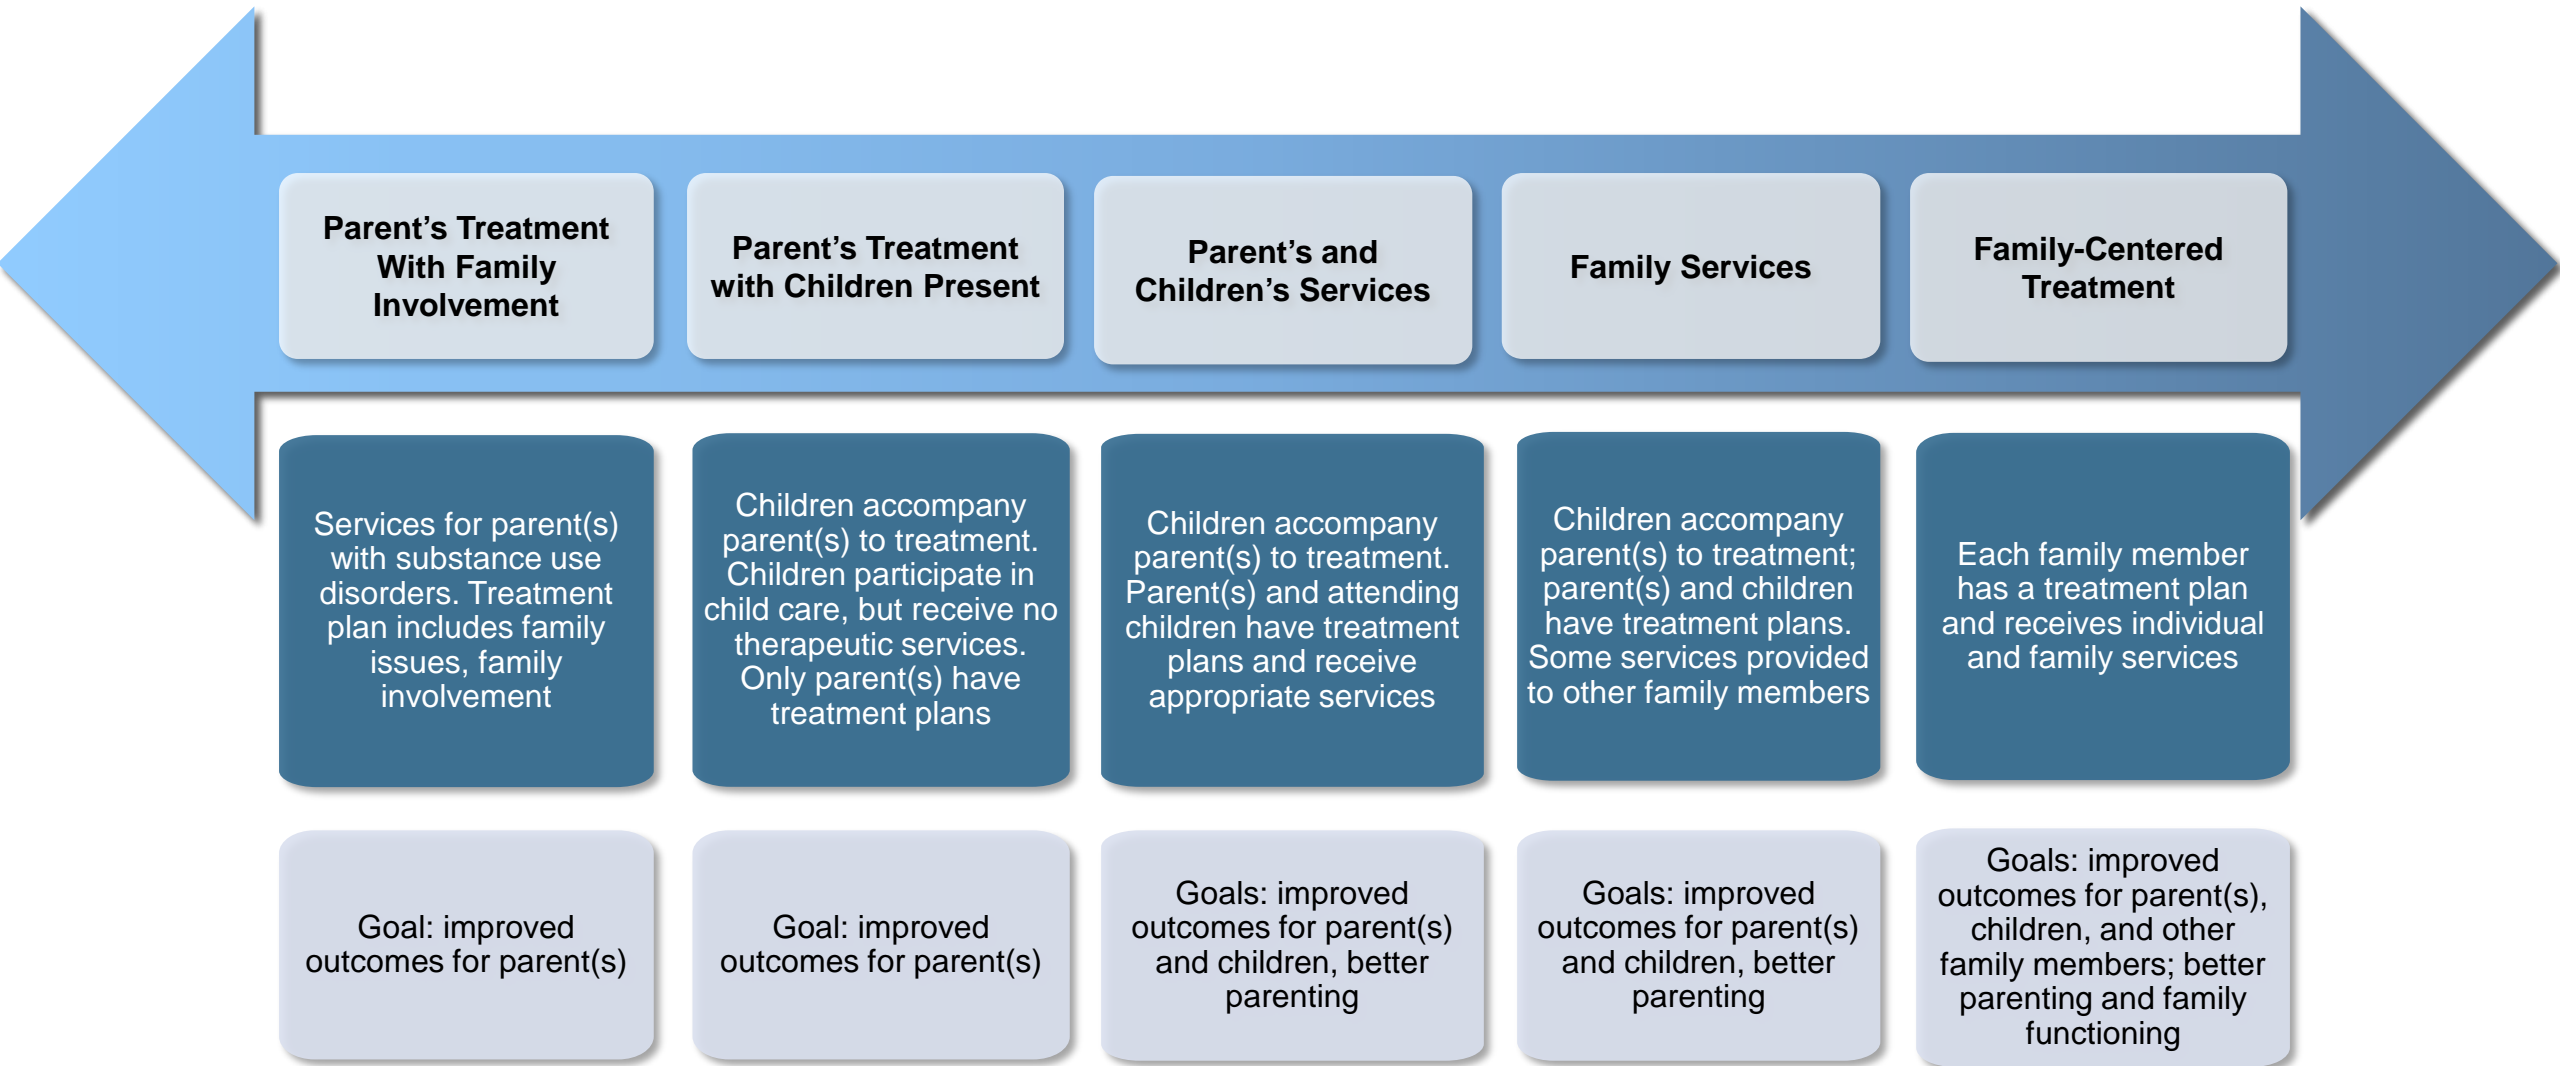 Parent’s Treatment
With Family
Involvement
Parent’s Treatment
with Children Present
Parent’s and
Children’s Services
Family Services
Family-Centered
Treatment
Services for parent(s)
with substance use
disorders. Treatment
plan includes family
issues, family
involvement
Children accompany
parent(s) to treatment.
Children participate in
child care, but receive no
therapeutic services.
Only parent(s) have
treatment plans
Children accompany
parent(s) to treatment.
Parent(s) and attending
children have treatment
plans and receive
appropriate services
Children accompany
parent(s) to treatment;
parent(s) and children
have treatment plans.
Some services provided
to other family members
Each family member
has a treatment plan
and receives individual
and family services
Goal: improved
outcomes for parent(s)
Goal: improved
outcomes for parent(s)
Goals: improved
outcomes for parent(s)
and children, better
parenting
Goals: improved
outcomes for parent(s)
and children, better
parenting
Goals: improved
outcomes for parent(s),
children, and other
family members; better
parenting and family
functioning